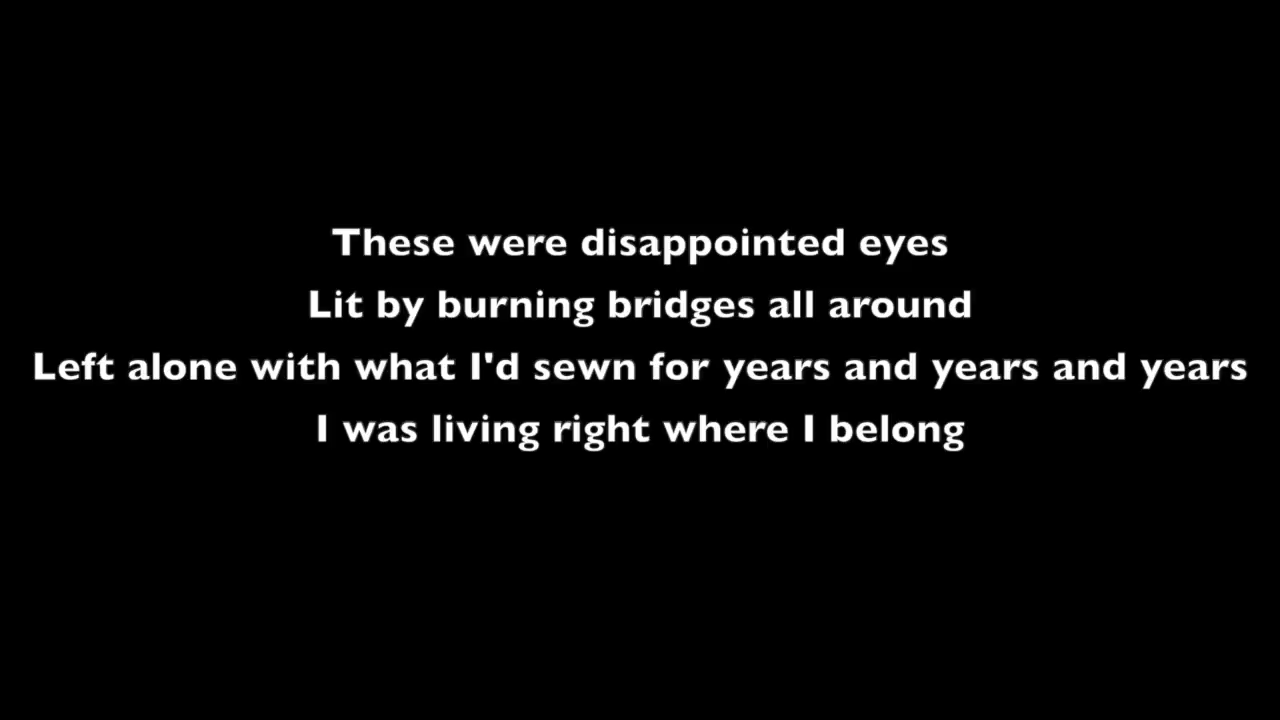 These were disappointed eyes
Lit by burning bridges all around
Left alone with what I'd sewn for years and years and years
I was living right where I belong